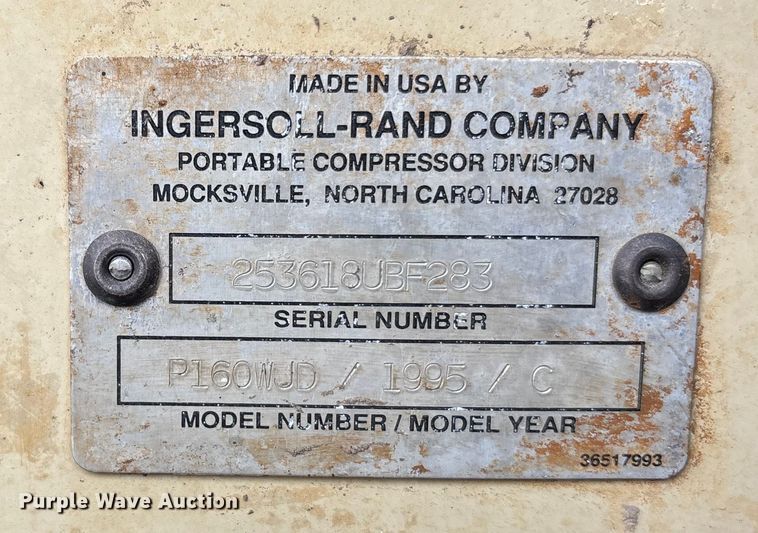 MADE IN USA BY
INGERSOLL-RAND COMPANY
PORTABLE COMPRESSOR DIVISION
MOCKSVILLE, NORTH CAROLINA 27028
253618UBF283
SERIAL NUMBER
P160WJD / 1995 / C
MODEL NUMBER / MODEL YEAR
36517993
Purple Wave Auction